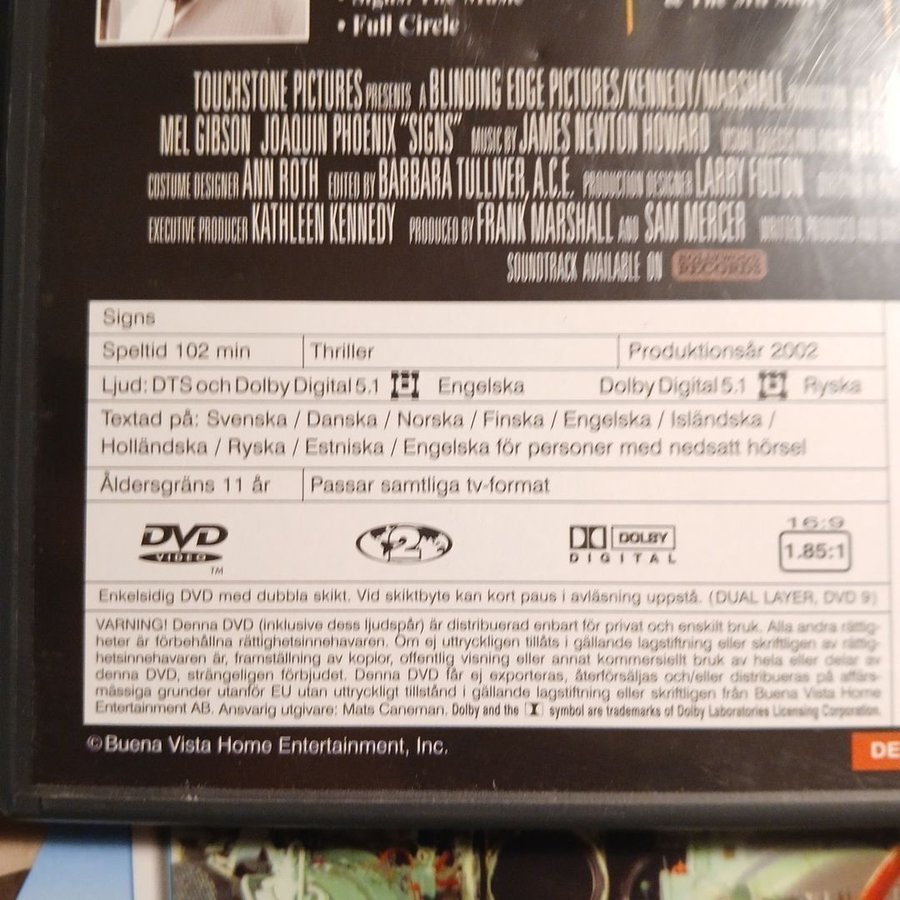 • Full Circle
TOUCHSTONE PICTURES PRESENTS A BLINDING EDGE PICTURES/KENNEDY/MARSHALL
MEL GIBSON JOAQUIN PHOENIX "SIGNS" MUSIC BY JAMES NEWTON HOWARD
COSTUME DESIGNER ANN ROTH EDITED BY BARBARA TULLIVER, A.C.E. PRODUCTION DESIGNER LARRY FULTON
EXECUTIVE PRODUCER KATHLEEN KENNEDY PRODUCED BY FRANK MARSHALL AND SAM MERCER WRITTEN, PRODUCED AND
SOUNDTRACK AVAILABLE ON HOLLYWOOD RECORDS
Signs
Speltid 102 min Thriller Produktionsår 2002
Ljud: DTS och Dolby Digital 5.1 Engelska Dolby Digital 5.1 Ryska
Textad på: Svenska / Danska / Norska / Finska / Engelska / Isländska /
Holländska / Ryska / Estniska / Engelska för personer med nedsatt hörsel
Åldersgräns 11 år Passar samtliga tv-format
DVD VIDEO TM 2 DOLBY DIGITAL 16:9 1.85:1
Enkelsidig DVD med dubbla skikt. Vid skiktbyte kan kort paus i avläsning uppstå. (DUAL LAYER, DVD 9)
VARNING! Denna DVD (inklusive dess ljudspår) är distribuerad enbart för privat och enskilt bruk. Alla andra rättig-
heter är förbehållna rättighetsinnehavaren. Om ej uttryckligen tillåts i gällande lagstiftning eller skriftligen av rättig-
hetsinnehavaren är, framställning av kopior, offentlig visning eller annat kommersiellt bruk av hela eller delar av
denna DVD, strängeligen förbjudet. Denna DVD får ej exporteras, återförsäljas och/eller distribueras på affärs-
mässiga grunder utanför EU utan uttryckligt tillstånd i gällande lagstiftning eller skriftligen från Buena Vista Home
Entertainment AB. Ansvarig utgivare: Mats Caneman. Dolby and the symbol are trademarks of Dolby Laboratories Licensing Corporation.
© Buena Vista Home Entertainment, Inc.
DE